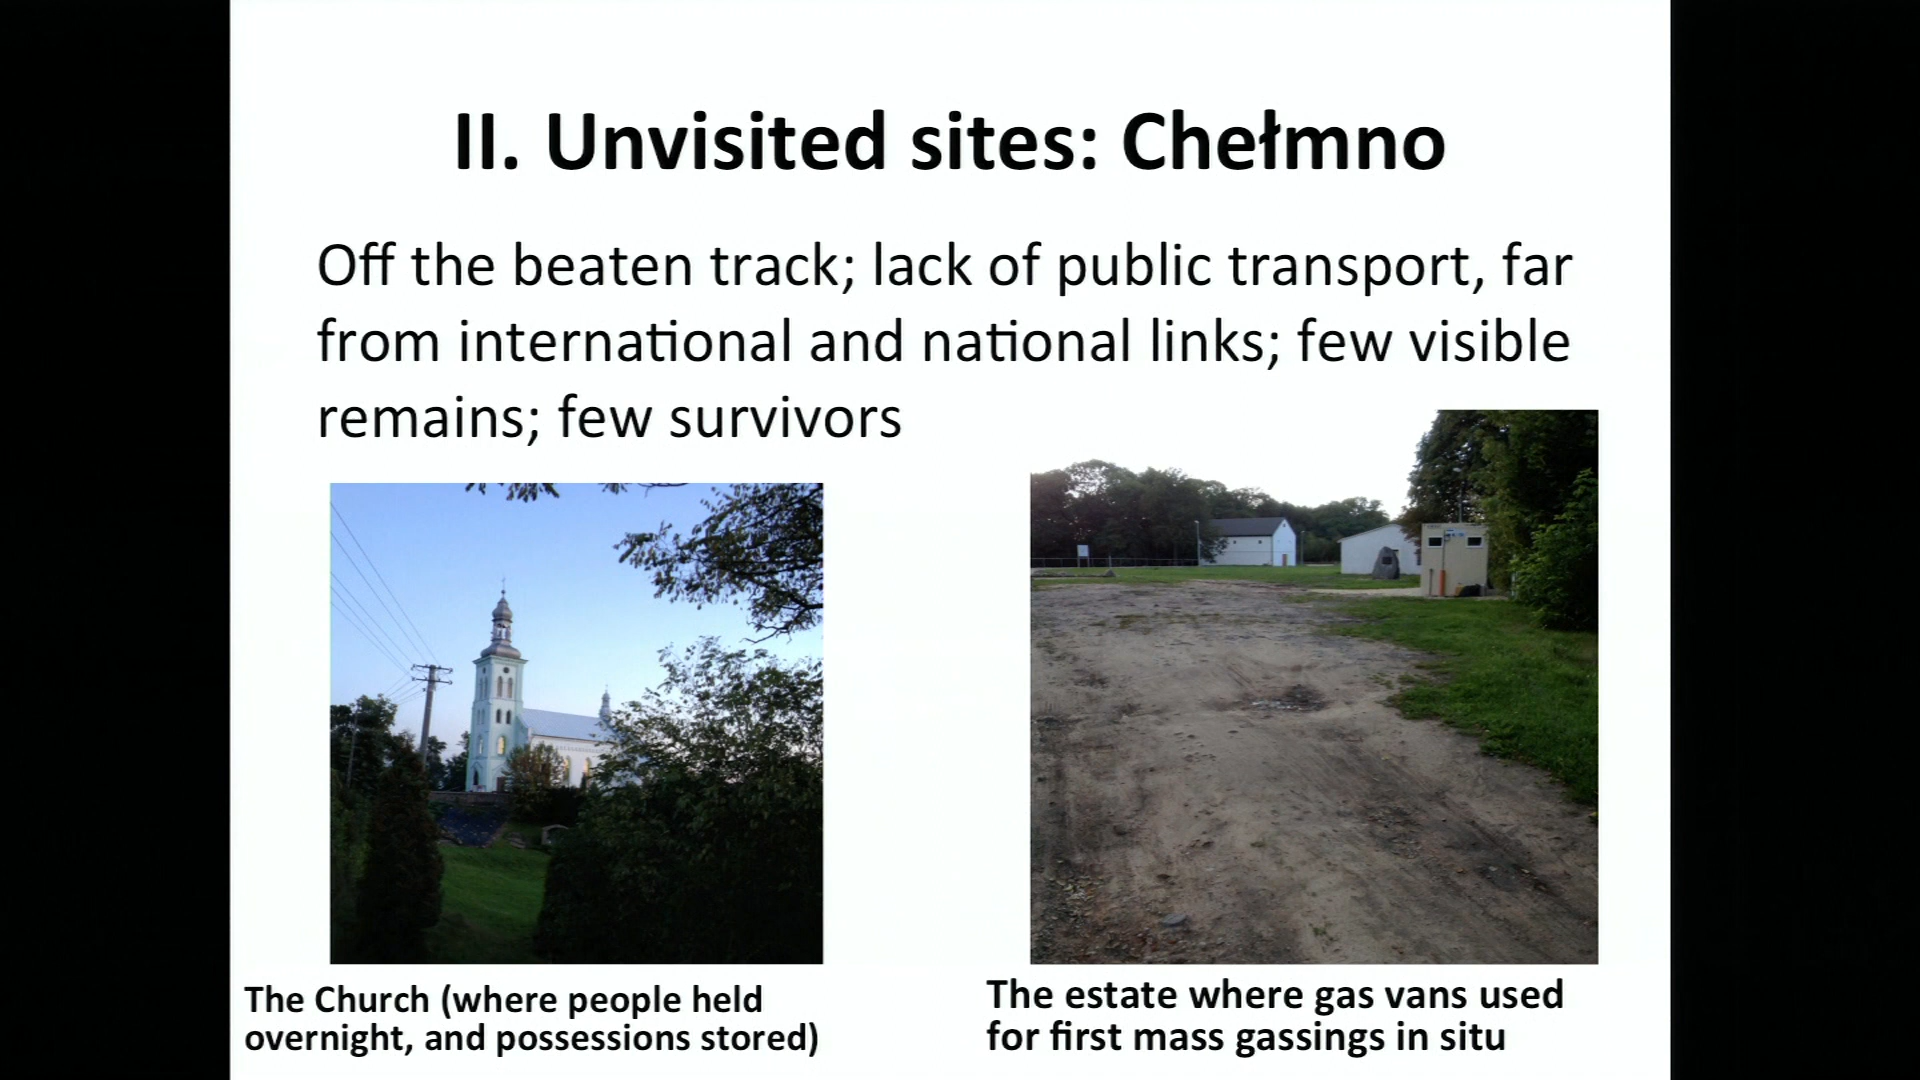 II. Unvisited sites: Chełmno
Off the beaten track; lack of public transport, far
from international and national links; few visible
remains; few survivors
The Church (where people held
overnight, and possessions stored)
The estate where gas vans used
for first mass gassings in situ